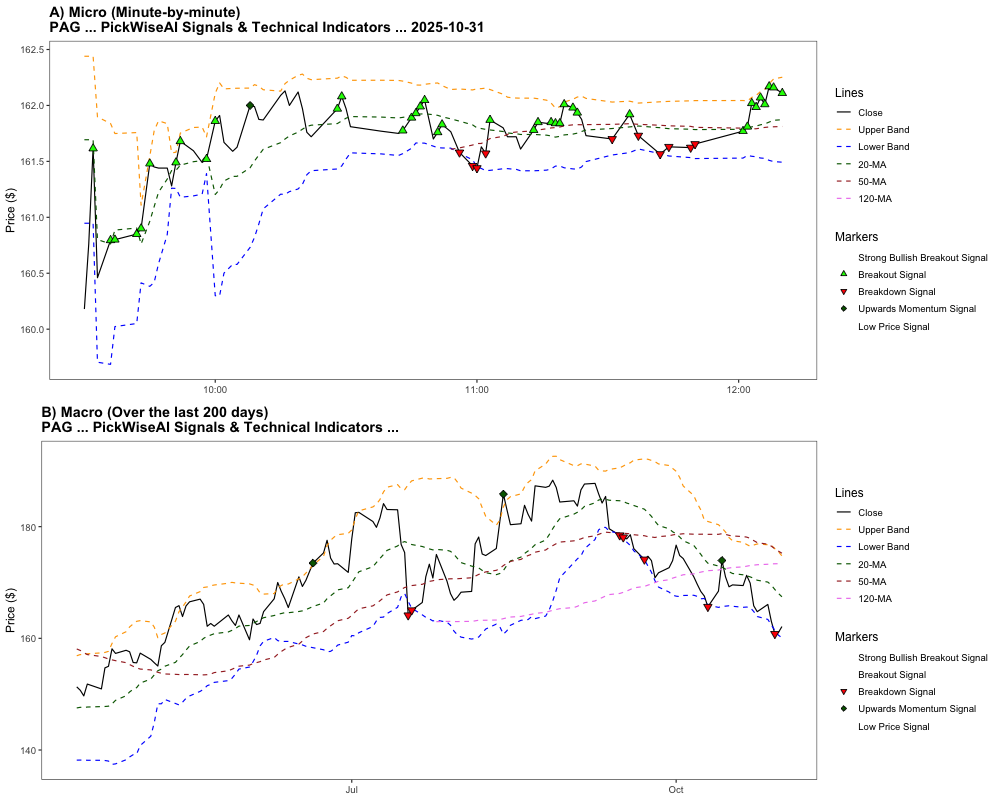 A) Micro (Minute-by-minute)
PAG ... PickWiseAI Signals & Technical Indicators ... 2025-10-31
162.5
162.0
161.5
161.0
160.5
160.0
Price ($)
10:00
11:00
12:00
Lines
Close
Upper Band
Lower Band
20-MA
50-MA
120-MA
Markers
Strong Bullish Breakout Signal
Breakout Signal
Breakdown Signal
Upwards Momentum Signal
Low Price Signal
B) Macro (Over the last 200 days)
PAG ... PickWiseAI Signals & Technical Indicators ...
180
160
140
Price ($)
Jul
Oct
Lines
Close
Upper Band
Lower Band
20-MA
50-MA
120-MA
Markers
Strong Bullish Breakout Signal
Breakout Signal
Breakdown Signal
Upwards Momentum Signal
Low Price Signal